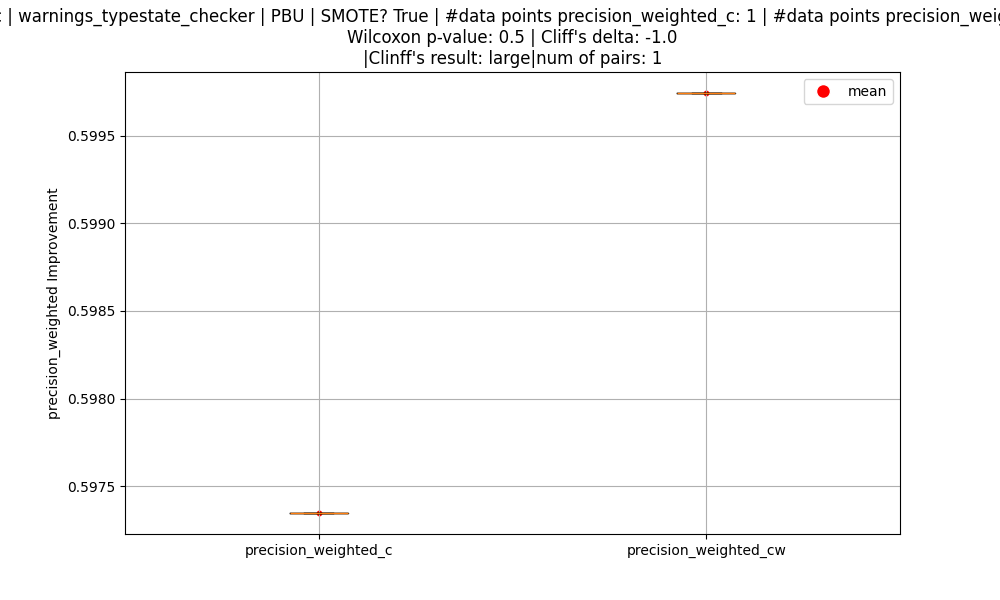 : | warnings_typestate_checker | PBU | SMOTE? True | #data points precision_weighted_c: 1 | #data points
Wilcoxon p-value: 0.5 | Cliff's delta: -1.0
|Clinff's result: large|num of pairs: 1
mean
precision_weighted Improvement
0.5995
0.5990
0.5985
0.5980
0.5975
precision_weighted_c
precision_weighted_cw